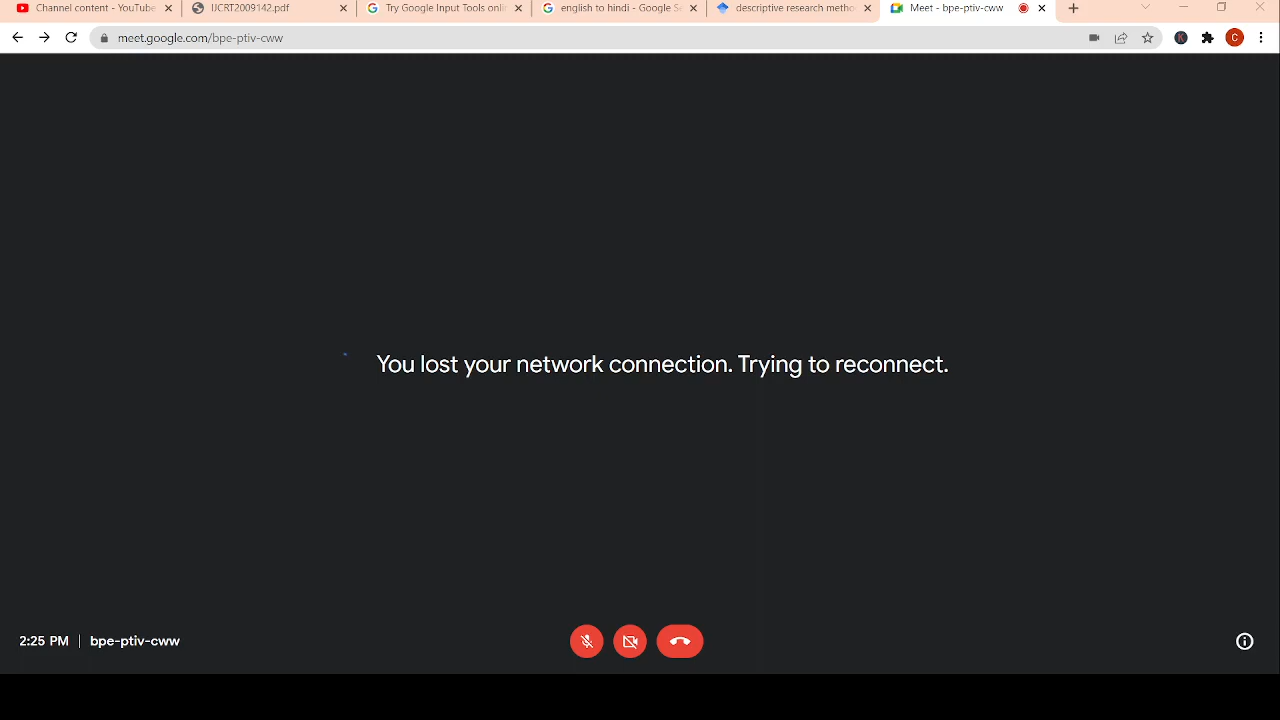 Channel content - YouTube
IJCRT2009142.pdf
Try Google Input Tools onli
english to hindi - Google Se
descriptive research metho
Meet - bpe-ptiv-cww
meet.google.com/bpe-ptiv-cww
K
C
You lost your network connection. Trying to reconnect.
2:25 PM | bpe-ptiv-cww